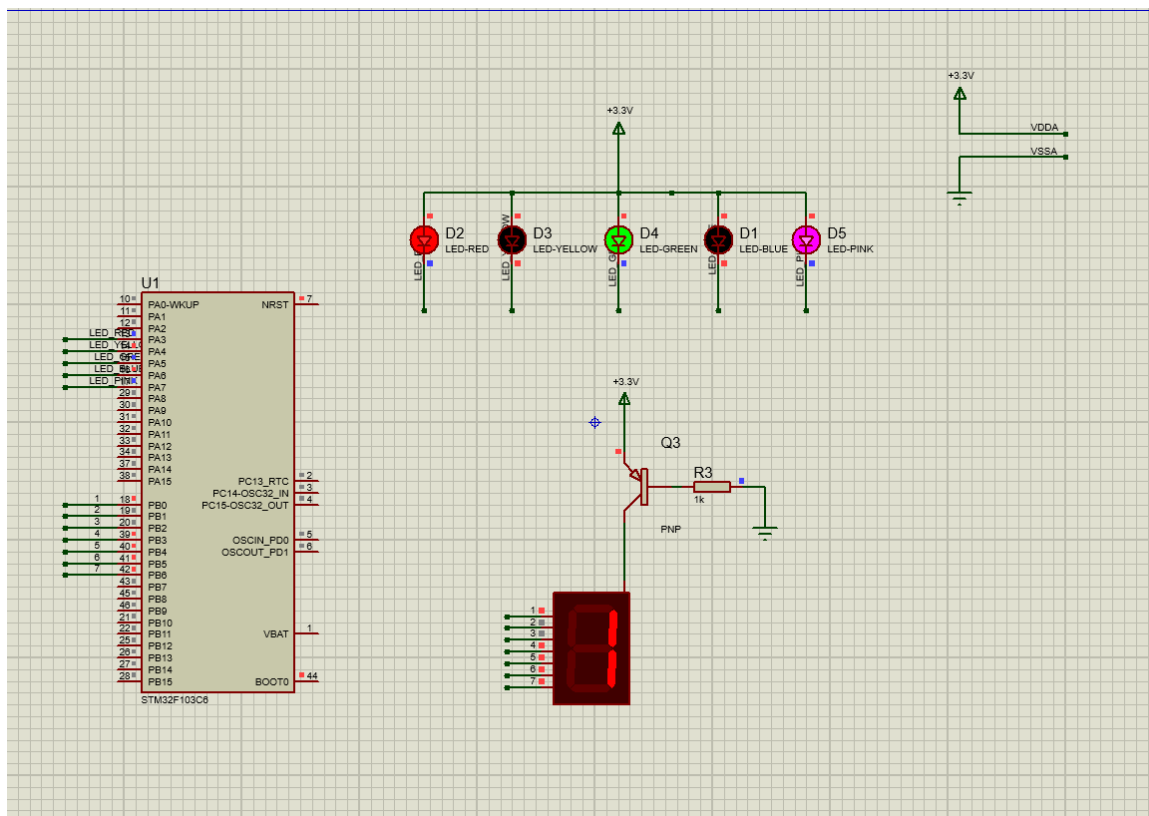 +3.3V
VDDA
VSSA
+3.3V
D2
LED-RED
D3
LED-YELLOW
D4
LED-GREEN
D1
LED-BLUE
D5
LED-PINK
U1
10 PA0-WKUP
NRST 7
11 PA1
12 PA2
LED_RED PA3
PA4
PA5
PA6
LED_PINK PA7
29 PA8
30 PA9
31 PA10
32 PA11
33 PA12
34 PA13
37 PA14
38 PA15
PC13_RTC 2
PC14-OSC32_IN 3
PC15-OSC32_OUT 4
1 18 PB0
2 19 PB1
3 20 PB2
4 39 PB3
5 40 PB4
6 41 PB5
7 42 PB6
OSCIN_PD0 5
OSCOUT_PD1 6
43 PB7
45 PB8
46 PB9
21 PB10
22 PB11
25 PB12
26 PB13
27 PB14
28 PB15
VBAT 1
BOOT0 44
STM32F103C6
+3.3V
Q3
R3
1k
PNP
1
2
3
4
5
6
7
1